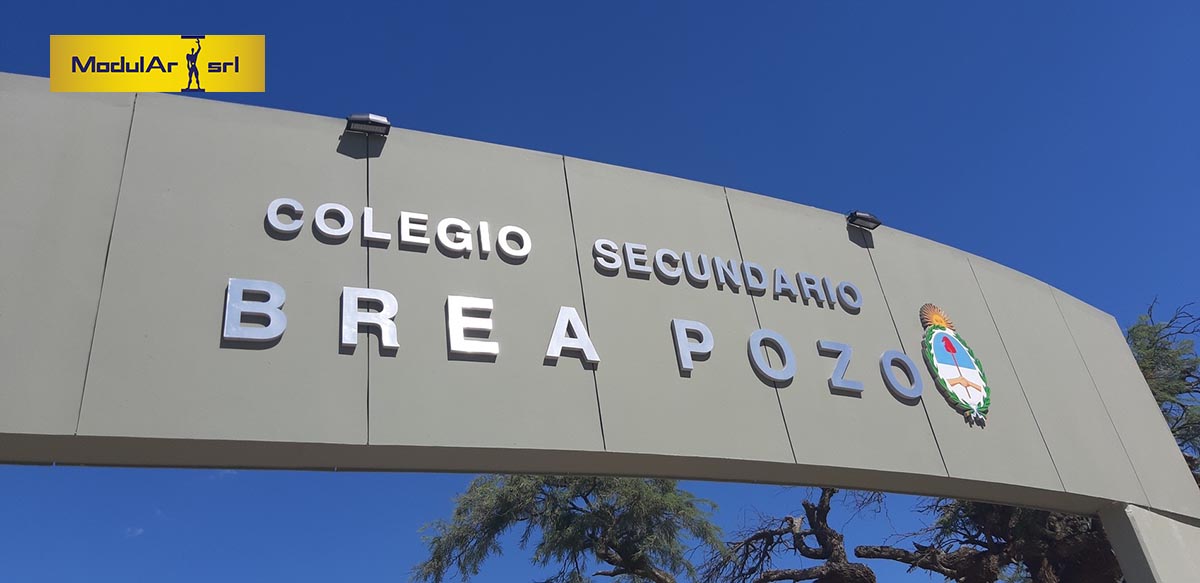 ModulAr srl
COLEGIO SECUNDARIO
BREA POZO